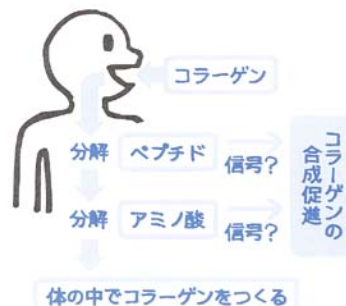 コラーゲン
分解
ペプチド
信号?
分解
アミノ酸
信号?
コラーゲンの
合成促進
体の中でコラーゲンをつくる